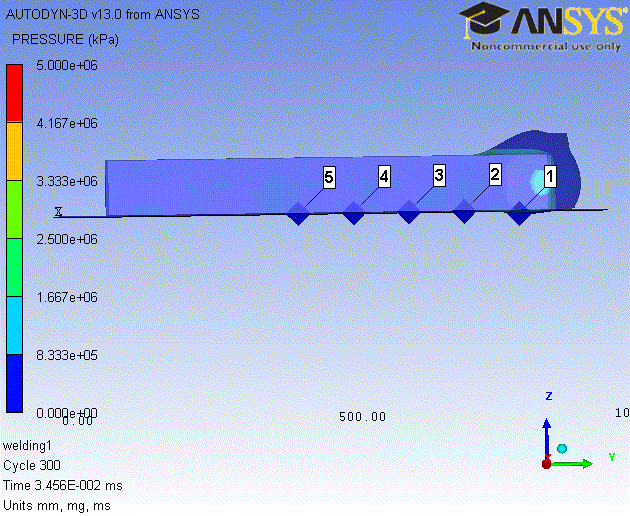 AUTODYN-3D v13.0 from ANSYS
PRESSURE (kPa)
ANSYS
Noncommercial use only
5.000e+06
4.167e+06
3.333e+06
2.500e+06
1.667e+06
8.333e+05
0.000e+00
5
4
3
2
1
X
0.00
500.00
10
Z
Y
welding1
Cycle 300
Time 3.456E-002 ms
Units mm, mg, ms